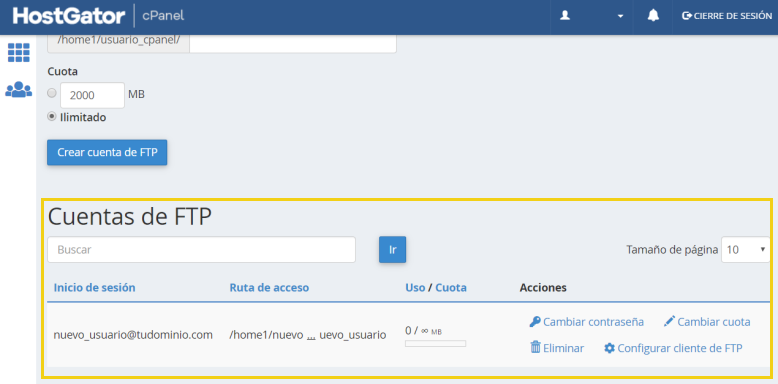 HostGator cPanel CIERRE DE SESIÓN
/home1/usuario_cpanel/
Cuota
2000 MB
Ilimitado
Crear cuenta de FTP
Cuentas de FTP
Buscar Ir Tamaño de página 10
Inicio de sesión Ruta de acceso Uso / Cuota Acciones
nuevo_usuario@tudominio.com /home1/nuevo ... uevo_usuario 0 / ∞ MB
Cambiar contraseña Cambiar cuota
Eliminar Configurar cliente de FTP